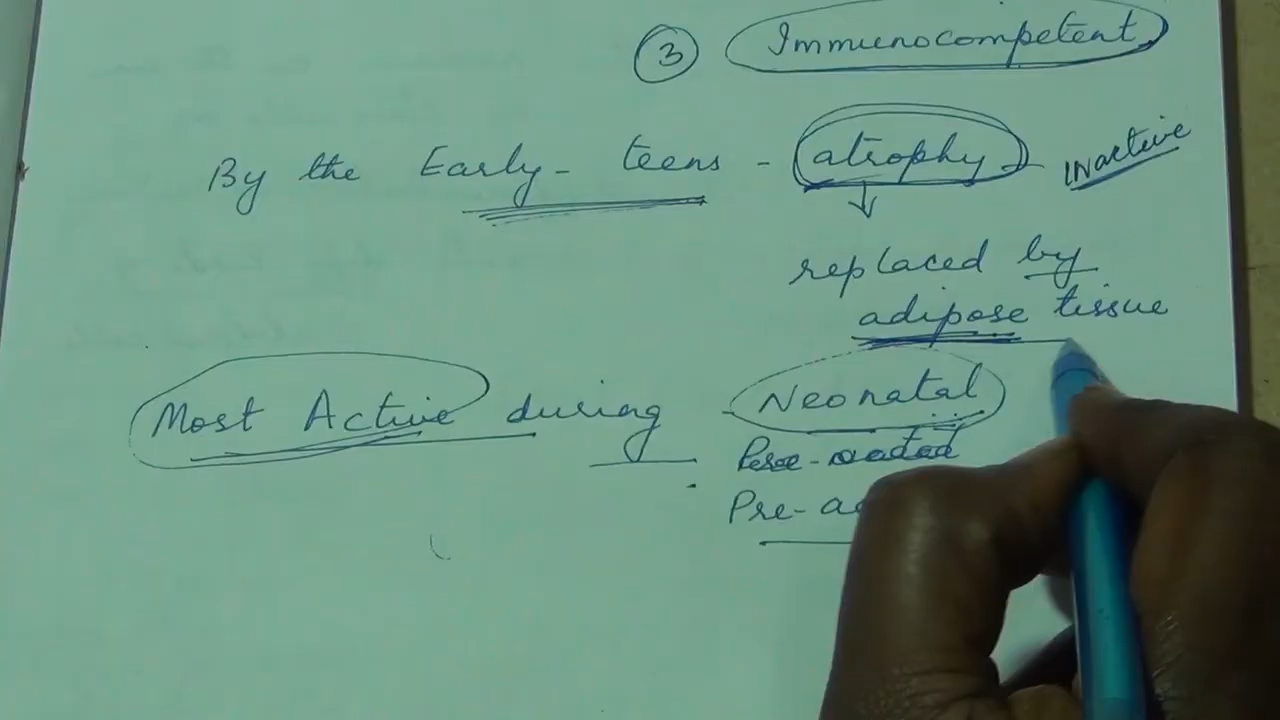 ③ Immunocompetent
By the Early- teens - atrophy - INactive
replaced by
adipose tissue
Most Active during Neonatal
Pre-